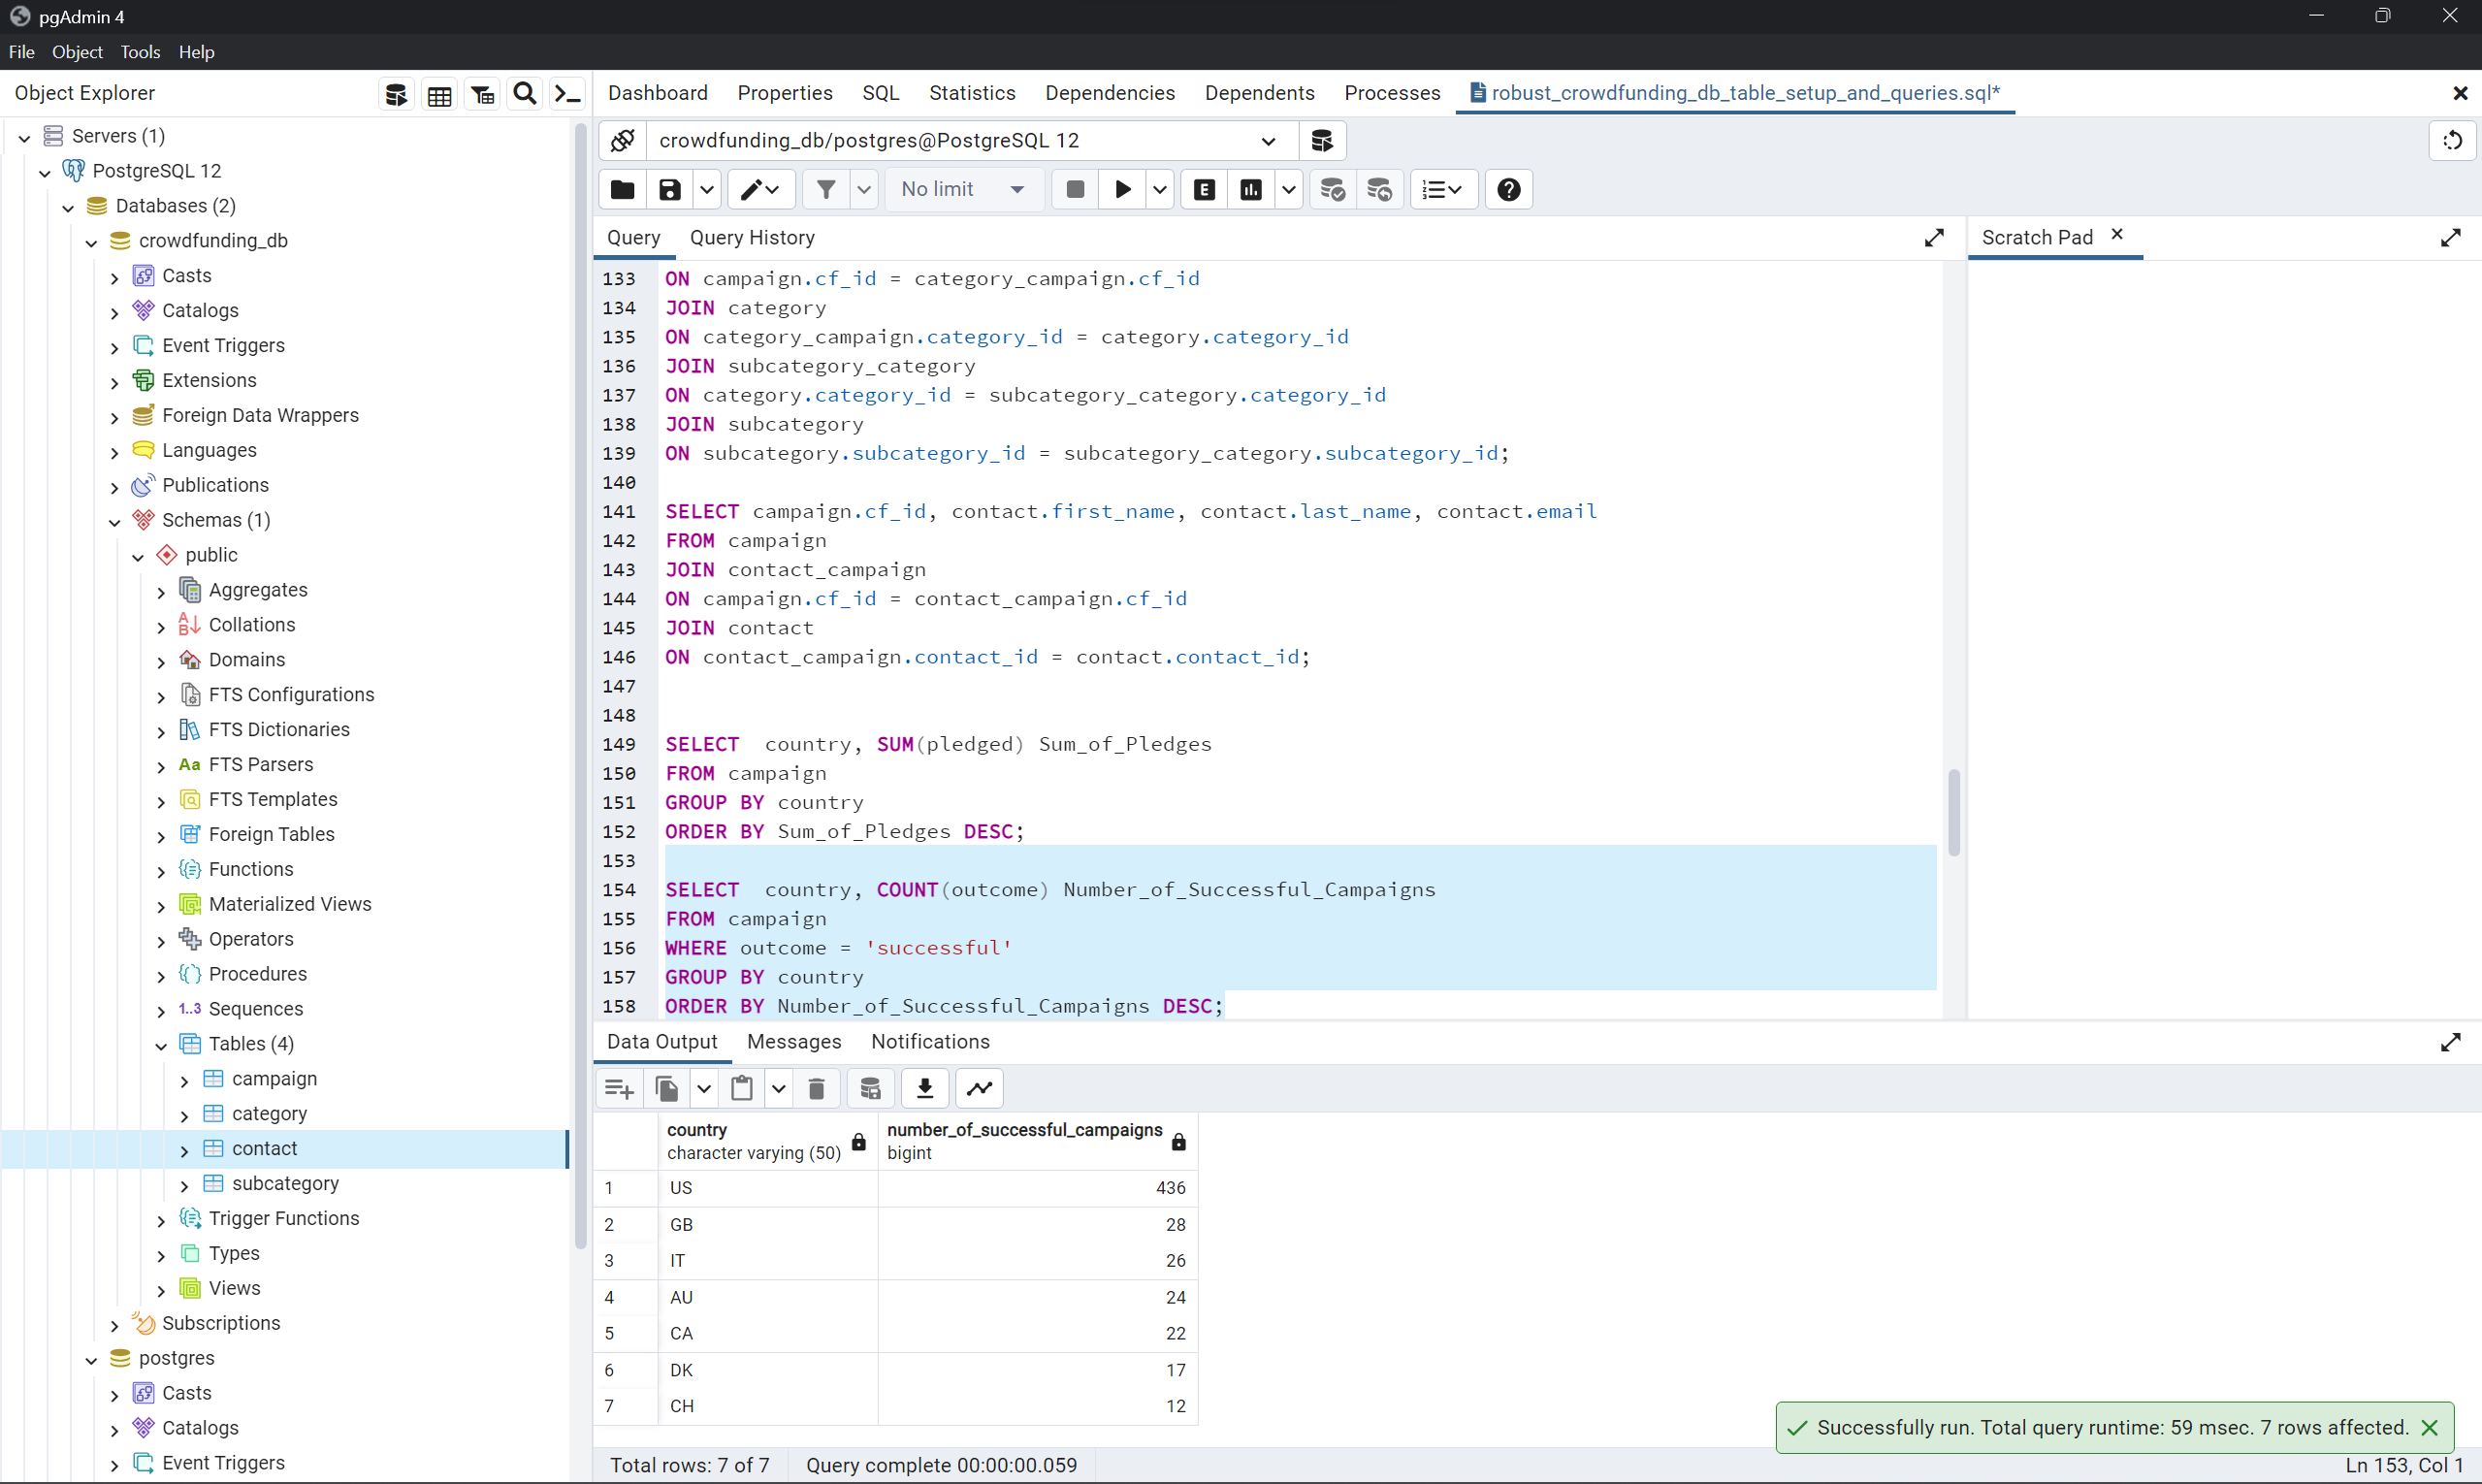 pgAdmin 4
File Object Tools Help
Object Explorer
Servers (1)
PostgreSQL 12
Databases (2)
crowdfunding_db
Casts
Catalogs
Event Triggers
Extensions
Foreign Data Wrappers
Languages
Publications
Schemas (1)
public
Aggregates
Collations
Domains
FTS Configurations
FTS Dictionaries
Aa FTS Parsers
FTS Templates
Foreign Tables
Functions
Materialized Views
Operators
Procedures
1..3 Sequences
Tables (4)
campaign
category
contact
subcategory
Trigger Functions
Types
Views
Subscriptions
postgres
Casts
Catalogs
Event Triggers
Dashboard Properties SQL Statistics Dependencies Dependents Processes robust_crowdfunding_db_table_setup_and_queries.sql*
crowdfunding_db/postgres@PostgreSQL 12
No limit E
Query Query History
Scratch Pad
133 ON campaign.cf_id = category_campaign.cf_id
134 JOIN category
135 ON category_campaign.category_id = category.category_id
136 JOIN subcategory_category
137 ON category.category_id = subcategory_category.category_id
138 JOIN subcategory
139 ON subcategory.subcategory_id = subcategory_category.subcategory_id;
140
141 SELECT campaign.cf_id, contact.first_name, contact.last_name, contact.email
142 FROM campaign
143 JOIN contact_campaign
144 ON campaign.cf_id = contact_campaign.cf_id
145 JOIN contact
146 ON contact_campaign.contact_id = contact.contact_id;
147
148
149 SELECT  country, SUM(pledged) Sum_of_Pledges
150 FROM campaign
151 GROUP BY country
152 ORDER BY Sum_of_Pledges DESC;
153
154 SELECT  country, COUNT(outcome) Number_of_Successful_Campaigns
155 FROM campaign
156 WHERE outcome = 'successful'
157 GROUP BY country
158 ORDER BY Number_of_Successful_Campaigns DESC;
Data Output Messages Notifications
country number_of_successful_campaigns
character varying (50) bigint
1 US 436
2 GB 28
3 IT 26
4 AU 24
5 CA 22
6 DK 17
7 CH 12
Successfully run. Total query runtime: 59 msec. 7 rows affected.
Total rows: 7 of 7 Query complete 00:00:00.059 Ln 153, Col 1